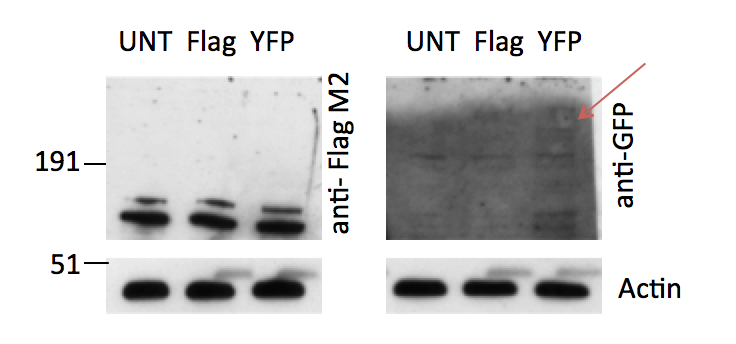 UNT Flag YFP
UNT Flag YFP
191
51
anti- Flag M2
anti-GFP
Actin